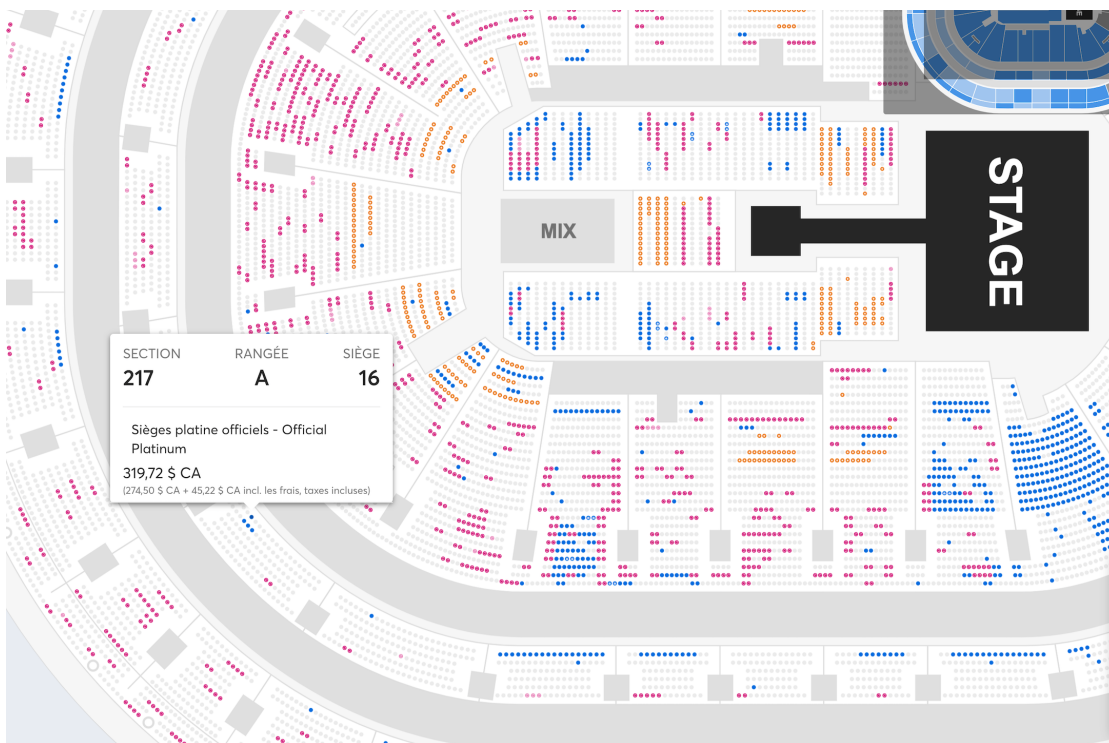 STAGE
MIX
SECTION RANGÉE SIÈGE
217 A 16
Sièges platine officiels - Official
Platinum
319,72 $ CA
(274,50 $ CA + 45,22 $ CA incl. les frais, taxes incluses)